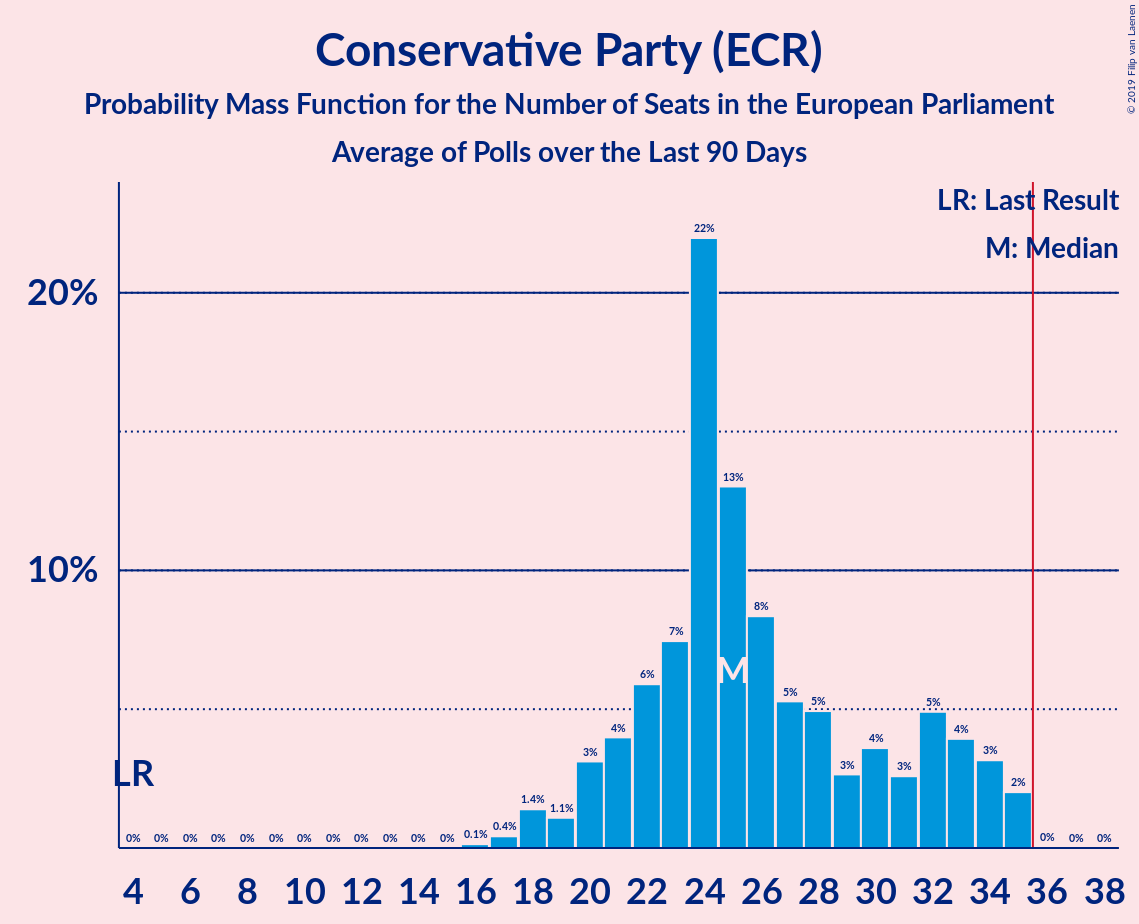 Conservative Party (ECR)
Probability Mass Function for the Number of Seats in the European Parliament
Average of Polls over the Last 90 Days
© 2019 Filip van Laenen
LR: Last Result
M: Median
20%
10%
22%
13%
8%
7%
6%
5% 5% 5%
4% 4% 4%
3% 3% 3% 3%
2%
1.4% 1.1%
0.4%
0.1%
0% 0% 0% 0% 0% 0% 0% 0% 0% 0% 0% 0% 0% 0% 0%
M
LR
4 6 8 10 12 14 16 18 20 22 24 26 28 30 32 34 36 38